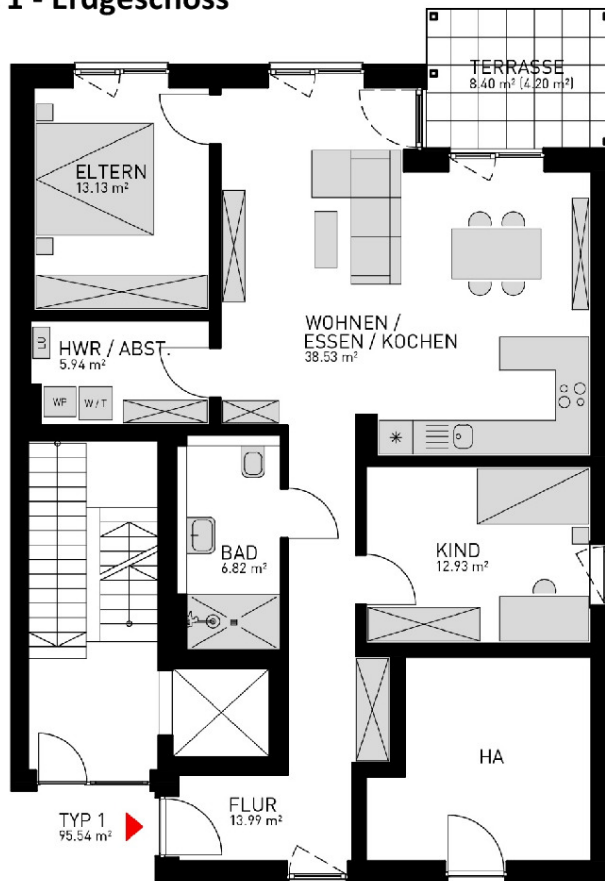 1 - Erdgeschoss
TERRASSE
8.40 m² (4.20 m²)
ELTERN
13.13 m²
WOHNEN /
ESSEN / KOCHEN
38.53 m²
LÜ
HWR / ABST.
5.94 m²
WP
W / T
BAD
6.82 m²
KIND
12.93 m²
HA
TYP 1
95.54 m²
FLUR
13.99 m²